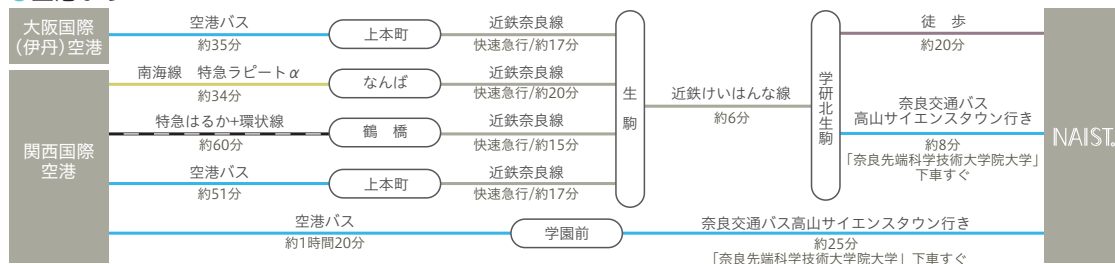 大阪国際
(伊丹)空港
空港バス
約35分
上本町
近鉄奈良線
快速急行/約17分
関西国際
空港
南海線 特急ラピートα
約34分
なんば
近鉄奈良線
快速急行/約20分
特急はるか+環状線
約60分
鶴橋
近鉄奈良線
快速急行/約15分
空港バス
約51分
上本町
近鉄奈良線
快速急行/約17分
生駒
近鉄けいはんな線
約6分
学研北生駒
徒歩
約20分
奈良交通バス
高山サイエンスタウン行き
約8分
「奈良先端科学技術大学院大学」
下車すぐ
空港バス
約1時間20分
学園前
奈良交通バス高山サイエンスタウン行き
約25分
「奈良先端科学技術大学院大学」下車すぐ
NAIST®